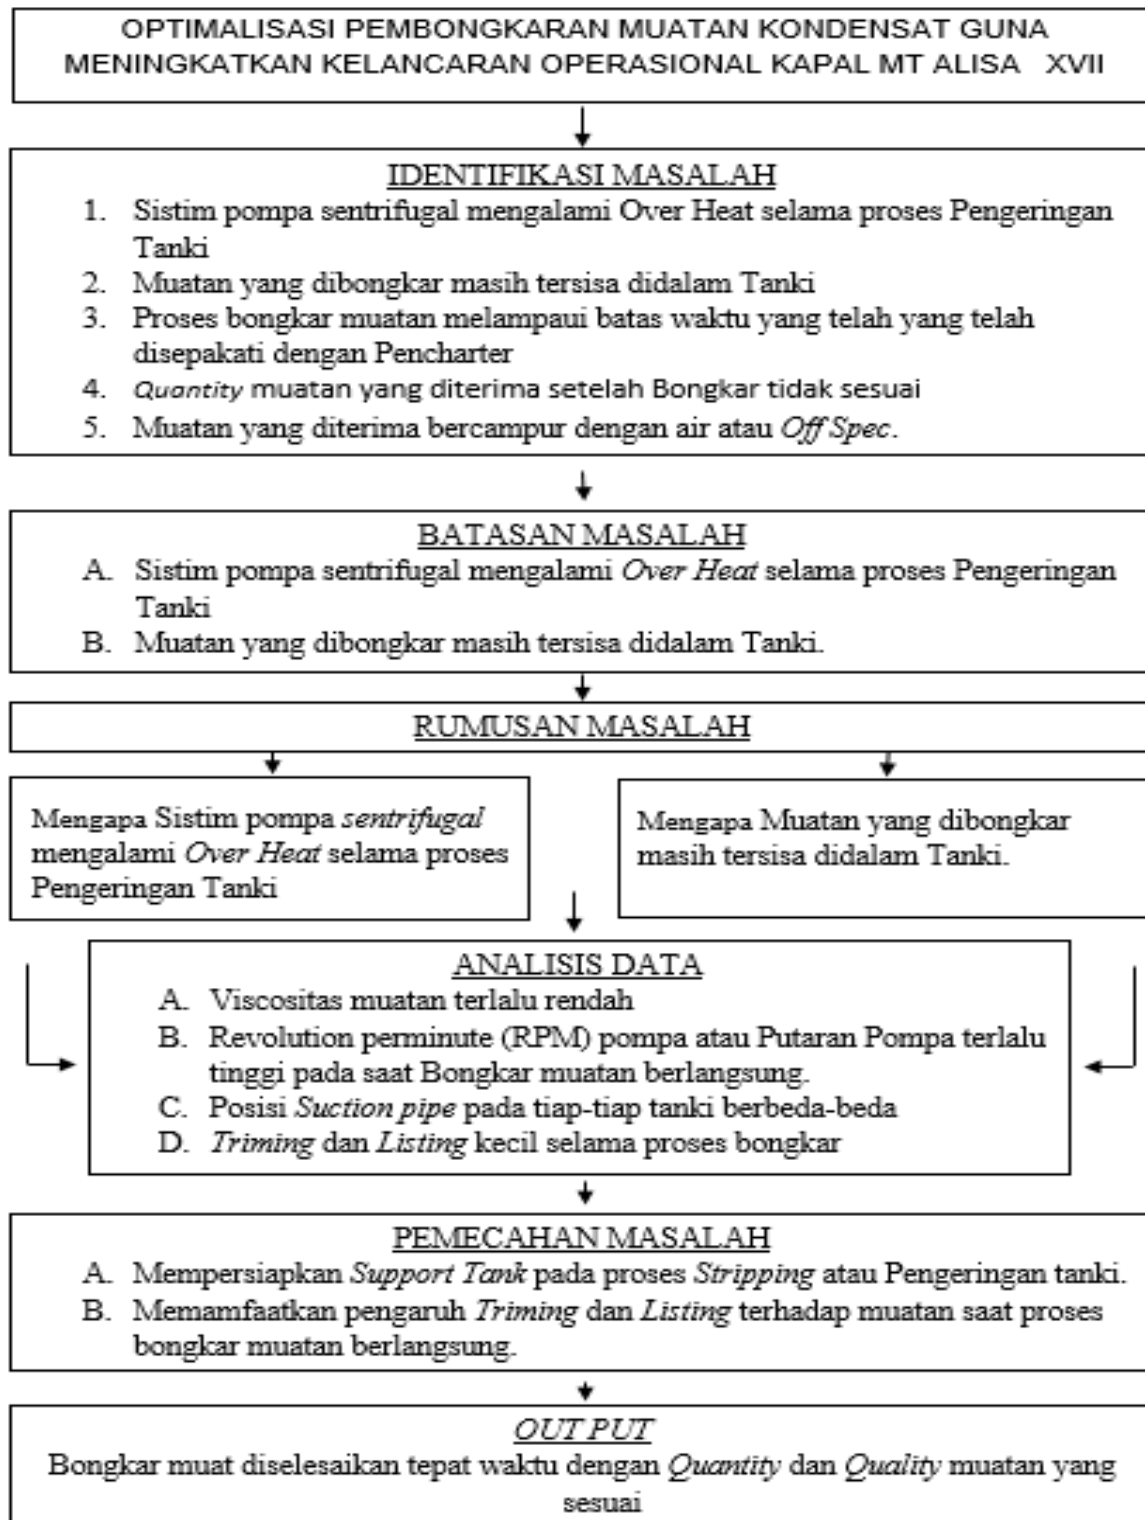 OPTIMALISASI PEMBONGKARAN MUATAN KONDENSAT GUNA
MENINGKATKAN KELANCARAN OPERASIONAL KAPAL MT ALISA XVII
IDENTIFIKASI MASALAH
1. Sistim pompa sentrifugal mengalami Over Heat selama proses Pengeringan
Tanki
2. Muatan yang dibongkar masih tersisa didalam Tanki
3. Proses bongkar muatan melampaui batas waktu yang telah yang telah
disepakati dengan Pencharter
4. Quantity muatan yang diterima setelah Bongkar tidak sesuai
5. Muatan yang diterima bercampur dengan air atau Off Spec.
BATASAN MASALAH
A. Sistim pompa sentrifugal mengalami Over Heat selama proses Pengeringan
Tanki
B. Muatan yang dibongkar masih tersisa didalam Tanki.
RUMUSAN MASALAH
Mengapa Sistim pompa sentrifugal
mengalami Over Heat selama proses
Pengeringan Tanki
Mengapa Muatan yang dibongkar
masih tersisa didalam Tanki.
ANALISIS DATA
A. Viscositas muatan terlalu rendah
B. Revolution perminute (RPM) pompa atau Putaran Pompa terlalu
tinggi pada saat Bongkar muatan berlangsung.
C. Posisi Suction pipe pada tiap-tiap tanki berbeda-beda
D. Triming dan Listing kecil selama proses bongkar
PEMECAHAN MASALAH
A. Mempersiapkan Support Tank pada proses Stripping atau Pengeringan tanki.
B. Memamfaatkan pengaruh Triming dan Listing terhadap muatan saat proses
bongkar muatan berlangsung.
OUT PUT
Bongkar muat diselesaikan tepat waktu dengan Quantity dan Quality muatan yang
sesuai